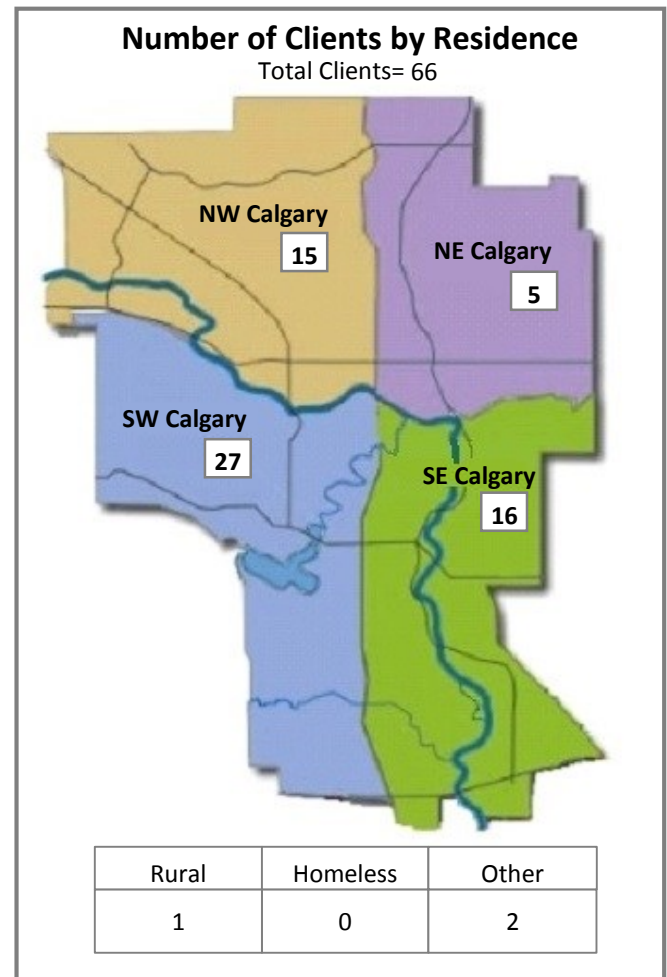 Number of Clients by Residence
Total Clients= 66
NW Calgary
15
NE Calgary
5
SW Calgary
27
SE Calgary
16
Rural Homeless Other
1 0 2